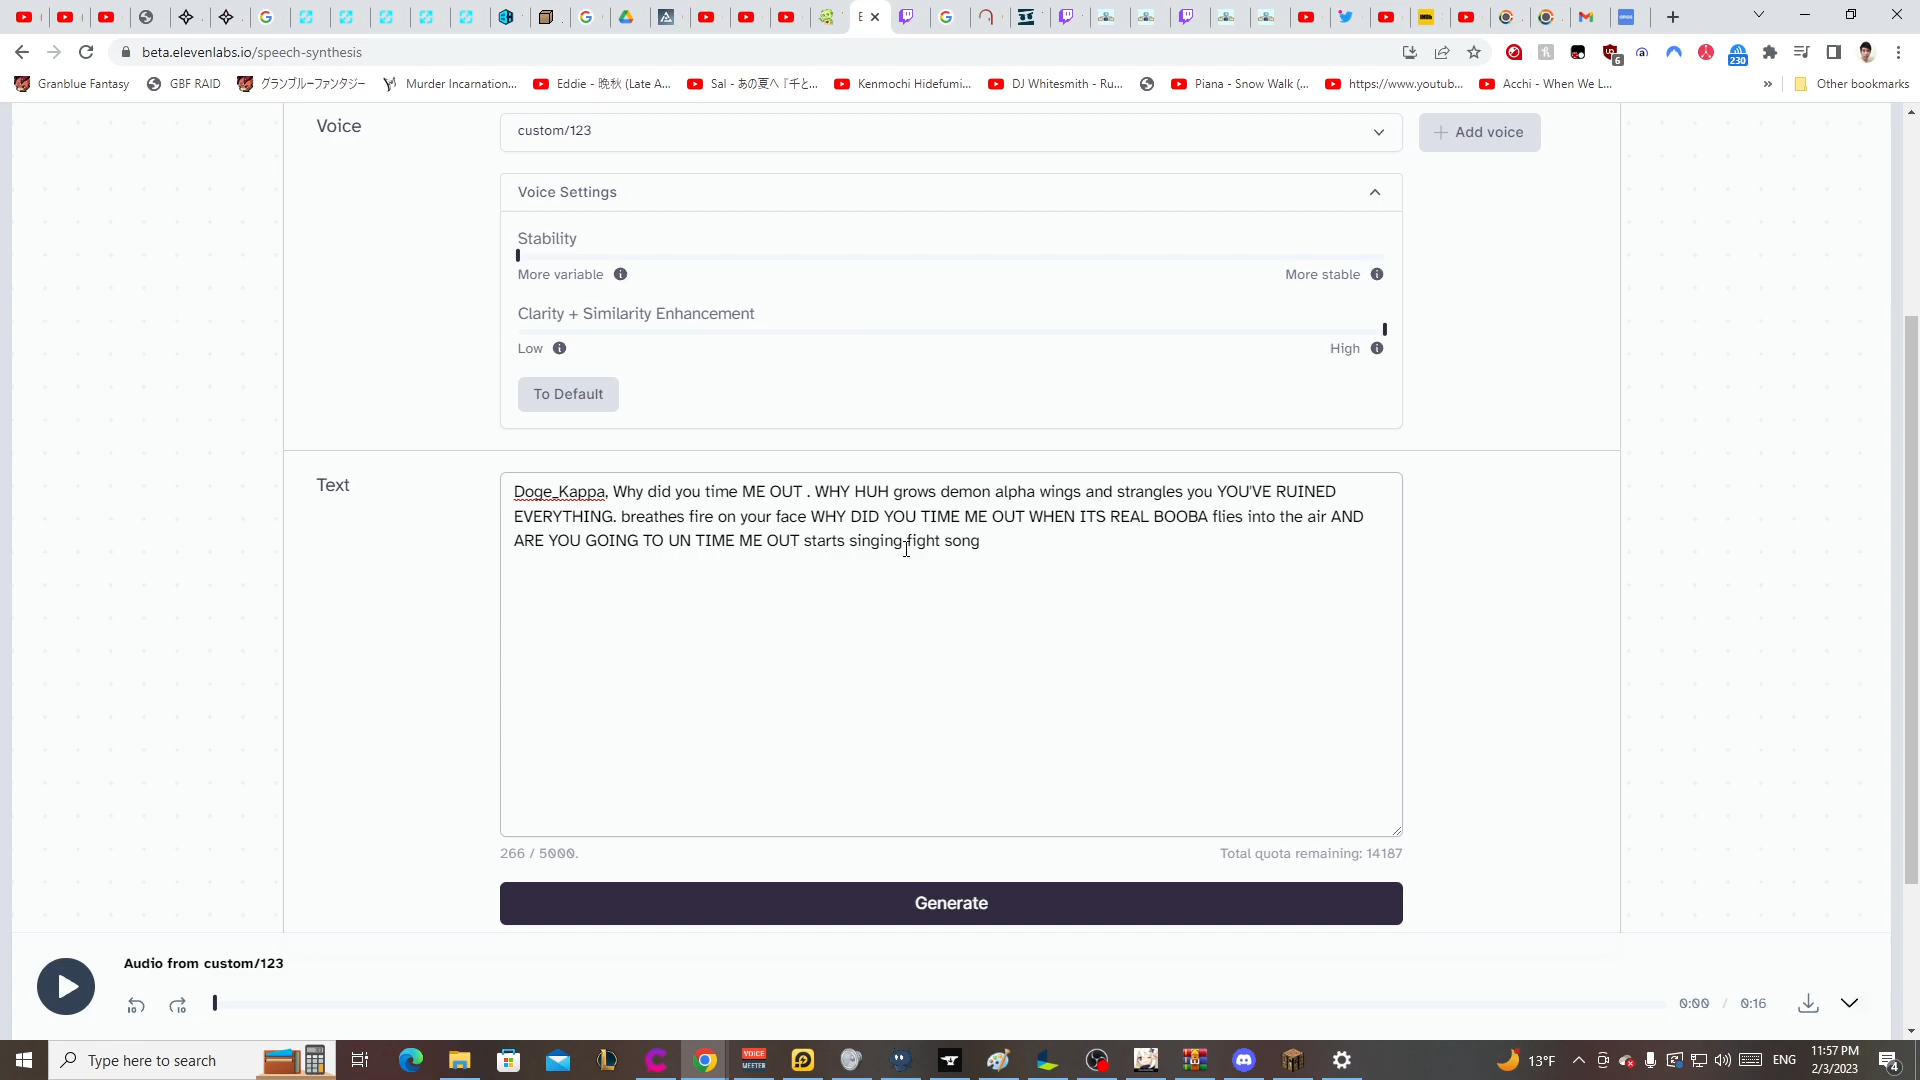 beta.elevenlabs.io/speech-synthesis
6
230
Granblue Fantasy
GBF RAID
グランブルーファンタジー
Murder Incarnation...
Eddie - 晩秋 (Late A...
Sal - あの夏へ『千と...
Kenmochi Hidefumi...
DJ Whitesmith - Ru...
Piana - Snow Walk (...
https://www.youtub...
Acchi - When We L...
»
Other bookmarks
Voice
custom/123
Add voice
Voice Settings
Stability
More variable
More stable
Clarity + Similarity Enhancement
Low
High
To Default
Text
Doge_Kappa, Why did you time ME OUT . WHY HUH grows demon alpha wings and strangles you YOU'VE RUINED
EVERYTHING. breathes fire on your face WHY DID YOU TIME ME OUT WHEN ITS REAL BOOBA flies into the air AND
ARE YOU GOING TO UN TIME ME OUT starts singing fight song
266 / 5000.
Total quota remaining: 14187
Generate
Audio from custom/123
10
10
0:00 / 0:16
Type here to search
VOICE
MEETER
13°F
ENG
11:57 PM
2/3/2023
4